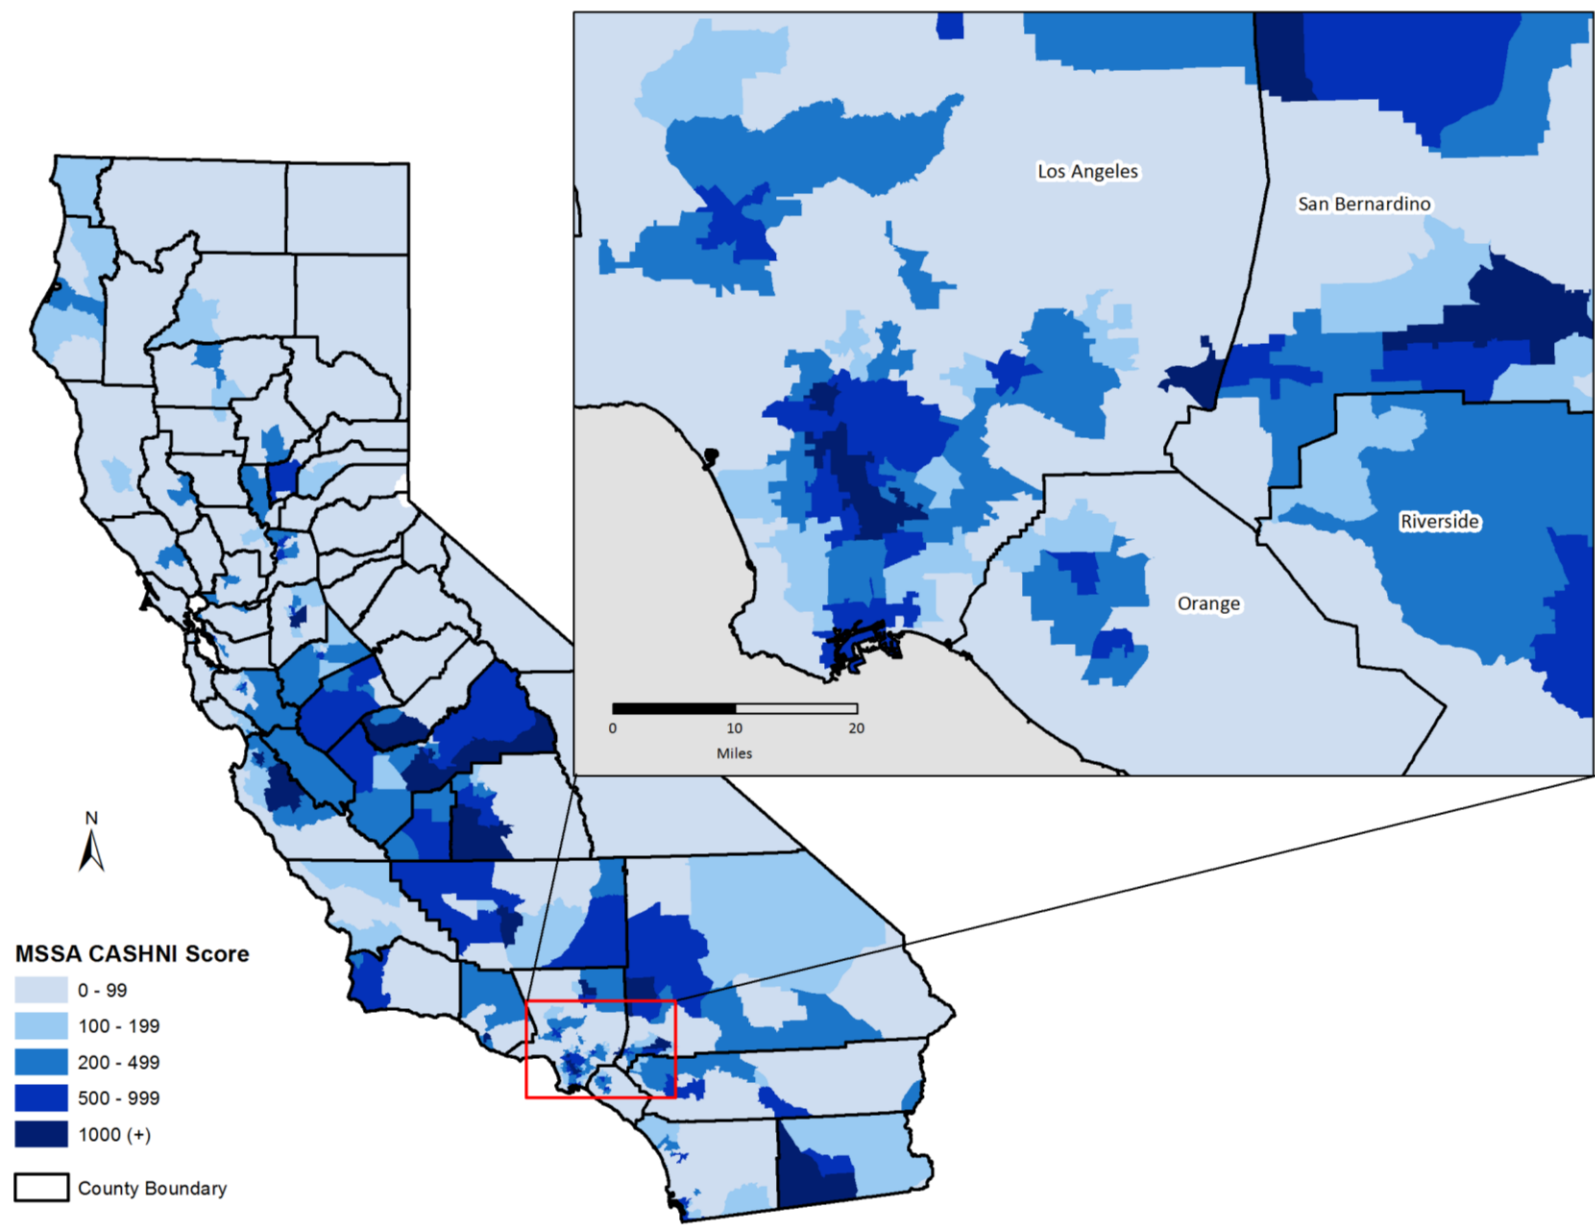 Los Angeles
San Bernardino
Riverside
Orange
0 10 20
Miles
N
MSSA CASHNI Score
0 - 99
100 - 199
200 - 499
500 - 999
1000 (+)
County Boundary